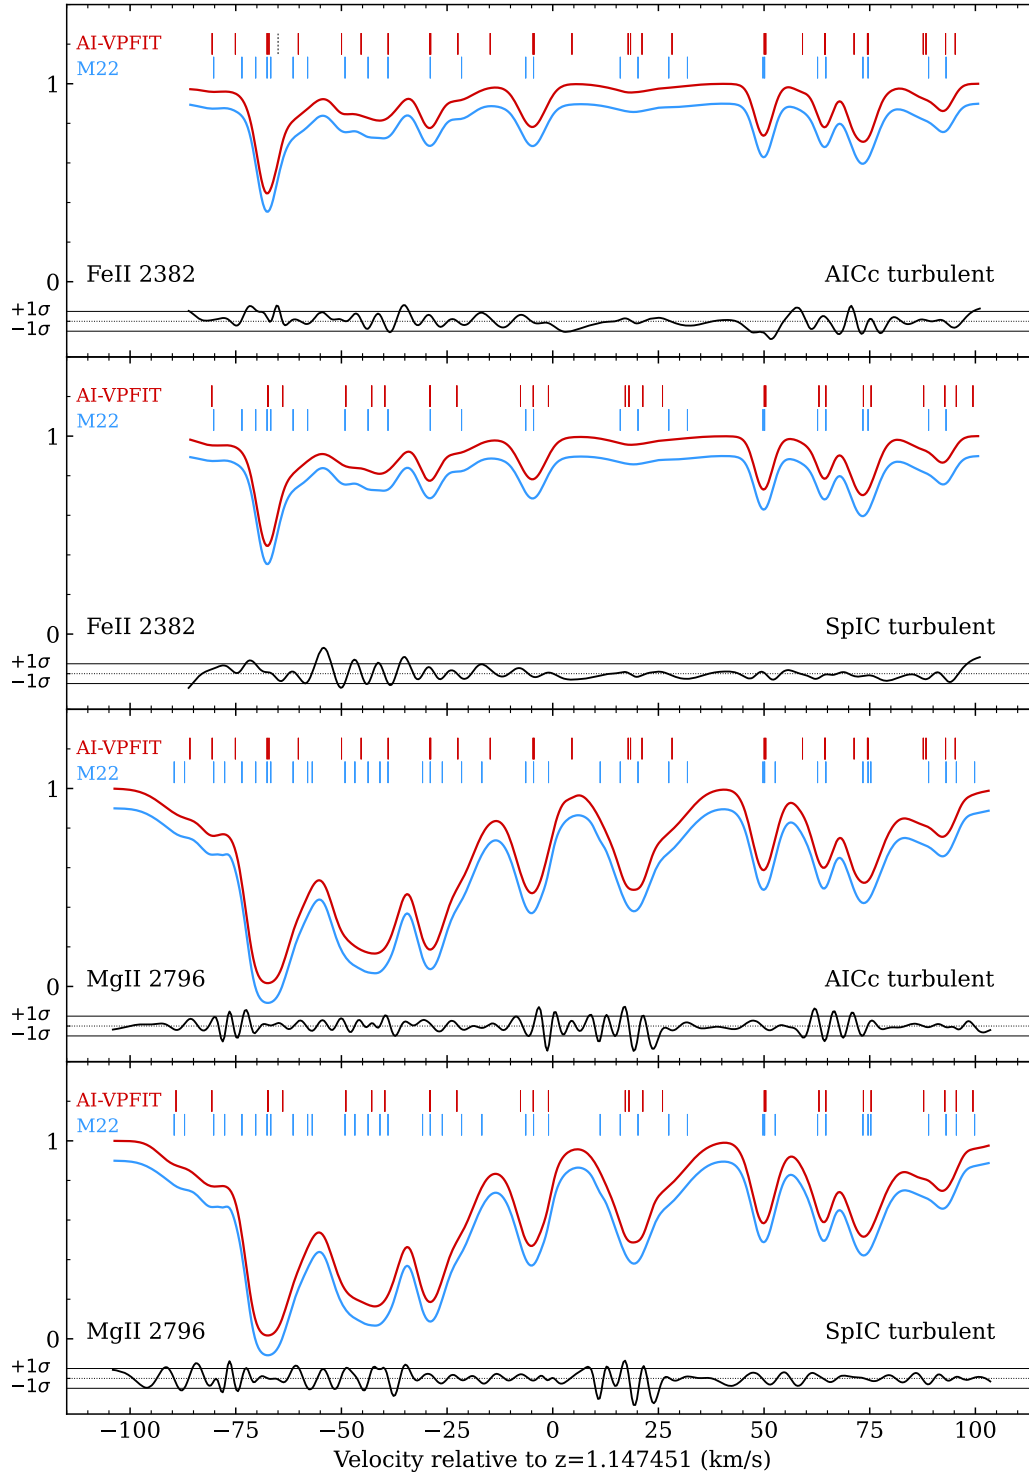 AI-VPFIT
M22
1
0
FeII 2382
AICc turbulent
+1σ
−1σ
AI-VPFIT
M22
1
0
FeII 2382
SpIC turbulent
+1σ
−1σ
AI-VPFIT
M22
1
0
MgII 2796
AICc turbulent
+1σ
−1σ
AI-VPFIT
M22
1
0
MgII 2796
SpIC turbulent
+1σ
−1σ
−100 −75 −50 −25 0 25 50 75 100
Velocity relative to z=1.147451 (km/s)